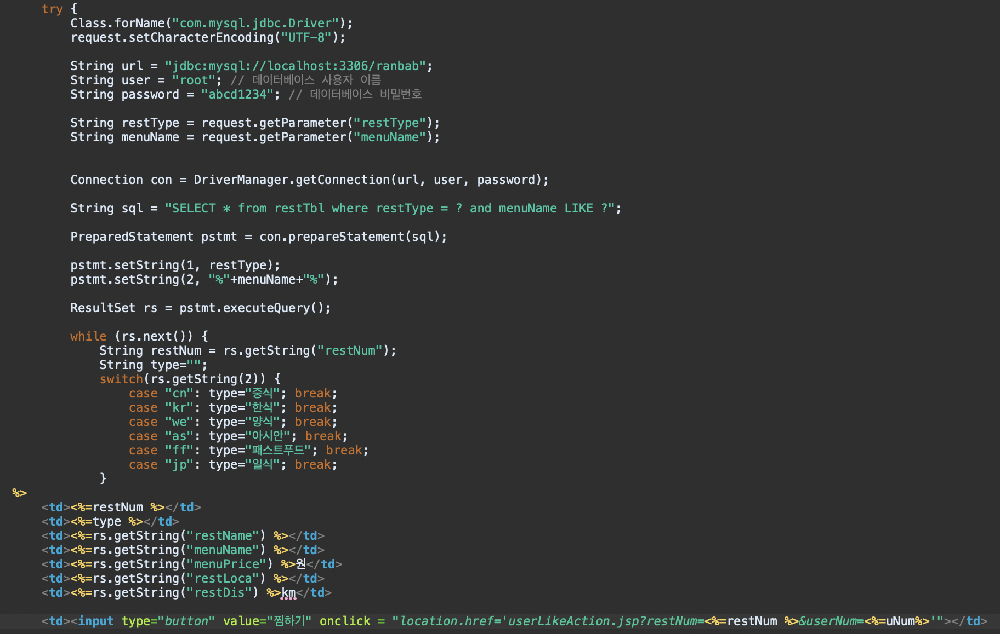 try {
Class.forName("com.mysql.jdbc.Driver");
request.setCharacterEncoding("UTF-8");
String url = "jdbc:mysql://localhost:3306/ranbab";
String user = "root"; // 데이터베이스 사용자 이름
String password = "abcd1234"; // 데이터베이스 비밀번호
String restType = request.getParameter("restType");
String menuName = request.getParameter("menuName");
Connection con = DriverManager.getConnection(url, user, password);
String sql = "SELECT * from restTbl where restType = ? and menuName LIKE ?";
PreparedStatement pstmt = con.prepareStatement(sql);
pstmt.setString(1, restType);
pstmt.setString(2, "%"+menuName+"%");
ResultSet rs = pstmt.executeQuery();
while (rs.next()) {
String restNum = rs.getString("restNum");
String type="";
switch(rs.getString(2)) {
case "cn": type="중식"; break;
case "kr": type="한식"; break;
case "we": type="양식"; break;
case "as": type="아시안"; break;
case "ff": type="패스트푸드"; break;
case "jp": type="일식"; break;
}
%>
<td><%=restNum %></td>
<td><%=type %></td>
<td><%=rs.getString("restName") %></td>
<td><%=rs.getString("menuName") %></td>
<td><%=rs.getString("menuPrice") %>원</td>
<td><%=rs.getString("restLoca") %></td>
<td><%=rs.getString("restDis") %>km</td>
<td><input type="button" value="찜하기" onclick = "location.href='userLikeAction.jsp?restNum=<%=restNum %>&userNum=<%=uNum%>'"></td>